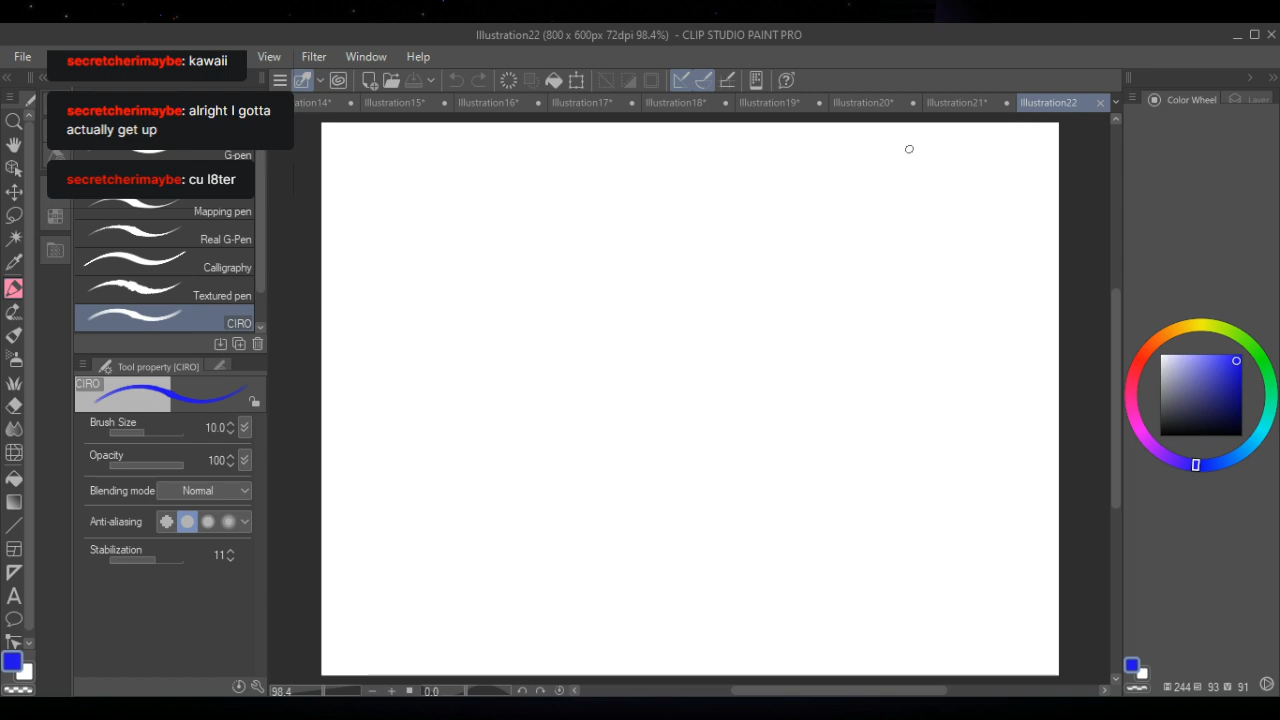 Illustration22 (800 x 600px 72dpi 98.4%) - CLIP STUDIO PAINT PRO
File
View
Filter
Window
Help
secretcherimaybe: kawaii
secretcherimaybe: alright I gotta
actually get up
secretcherimaybe: cu l8ter
ation14*
Illustration15*
Illustration16*
Illustration17*
Illustration18*
Illustration19*
Illustration20*
Illustration21*
Illustration22
Color Wheel
Layer
G-pen
Mapping pen
Real G-Pen
Calligraphy
Textured pen
CIRO
Tool property [CIRO]
CIRO
Brush Size
10.0
Opacity
100
Blending mode
Normal
Anti-aliasing
Stabilization
11
98.4
0.0
H 244 S 93 V 91